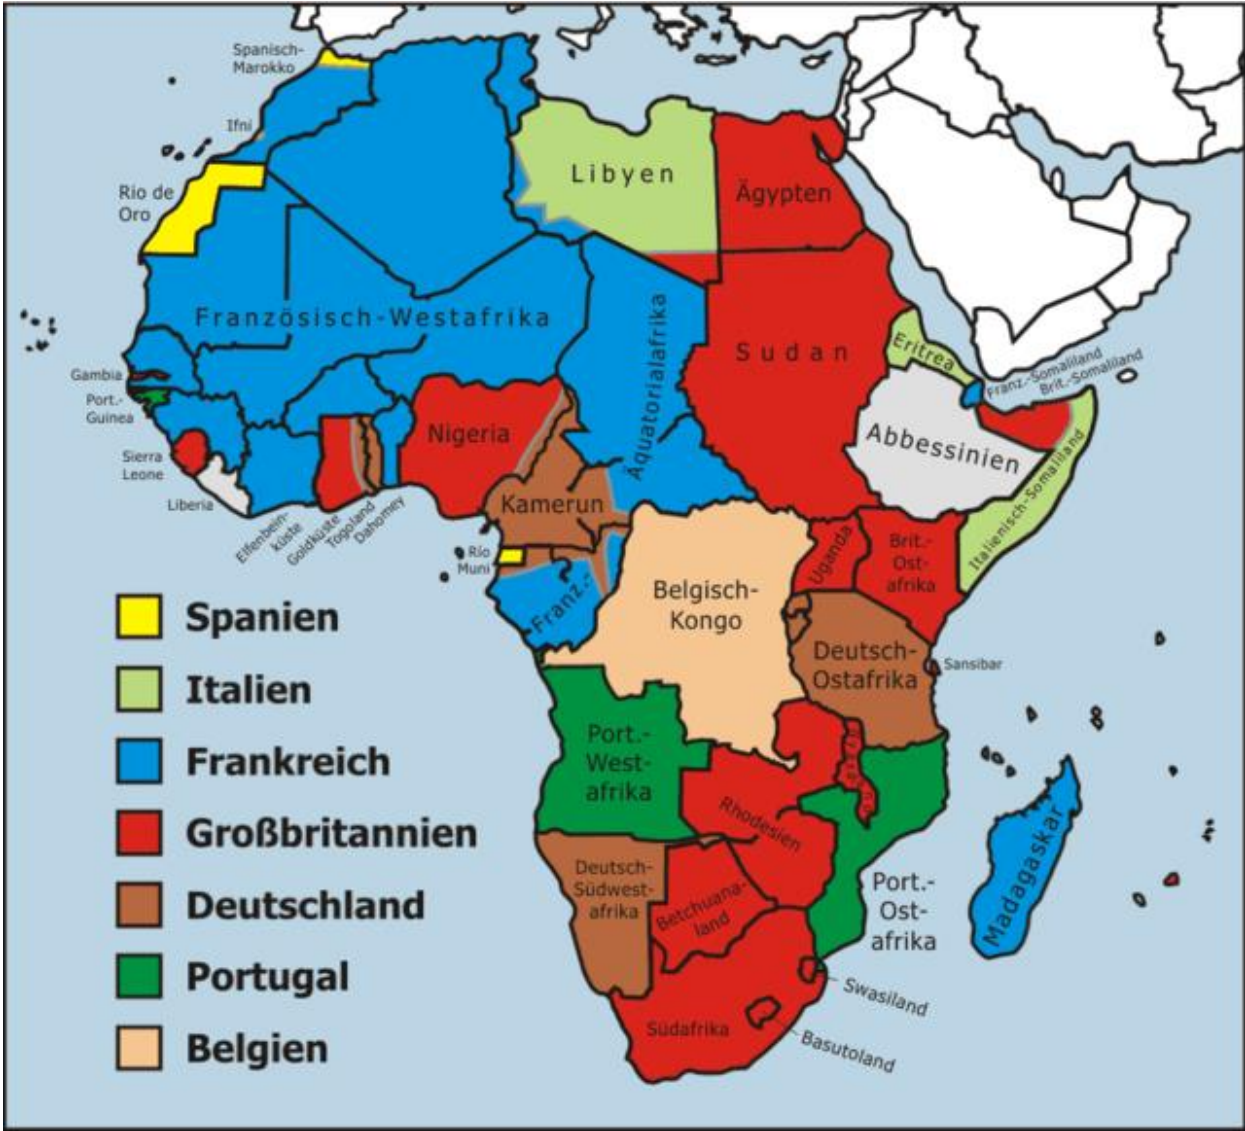 Spanisch-
Marokko
Ifni
Rio de
Oro
Libyen
Ägypten
Französisch-Westafrika
Äquatorialafrika
Sudan
Eritrea
Franz.-Somaliland
Brit.-Somaliland
Gambia
Port.-
Guinea
Sierra
Leone
Liberia
Elfenbein-
küste
Goldküste
Togoland
Dahomey
Nigeria
Kamerun
Abbessinien
Italienisch-Somaliland
Rio
Muni
Franz.-
Uganda
Brit.-
Ost-
afrika
Belgisch-
Kongo
Deutsch-
Ostafrika
Sansibar
Port.-
West-
afrika
Rhodesien
Deutsch-
Südwest-
afrika
Betchuana-
land
Port.-
Ost-
afrika
Madagaskar
Swasiland
Südafrika
Basutoland
Spanien
Italien
Frankreich
Großbritannien
Deutschland
Portugal
Belgien